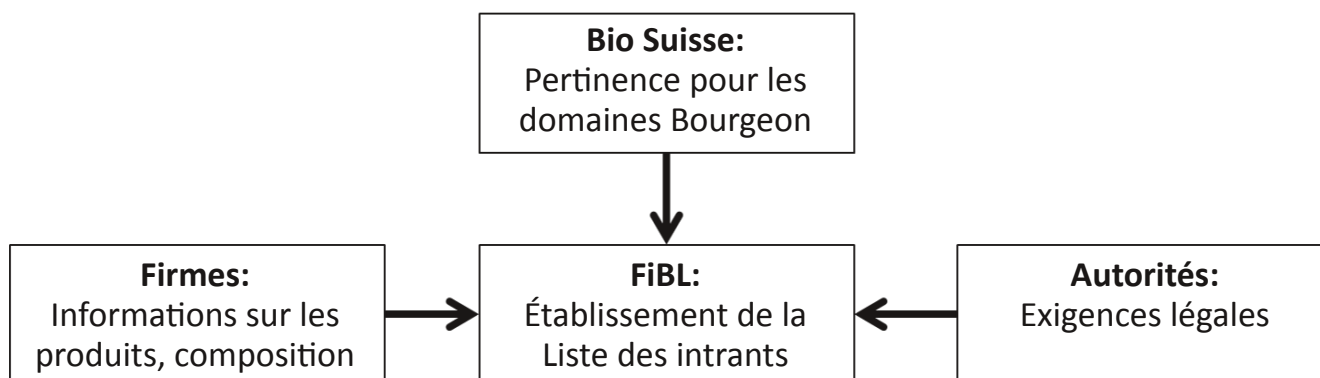 Bio Suisse:
Pertinence pour les
domaines Bourgeon
Firmes:
Informations sur les
produits, composition
FiBL:
Établissement de la
Liste des intrants
Autorités:
Exigences légales